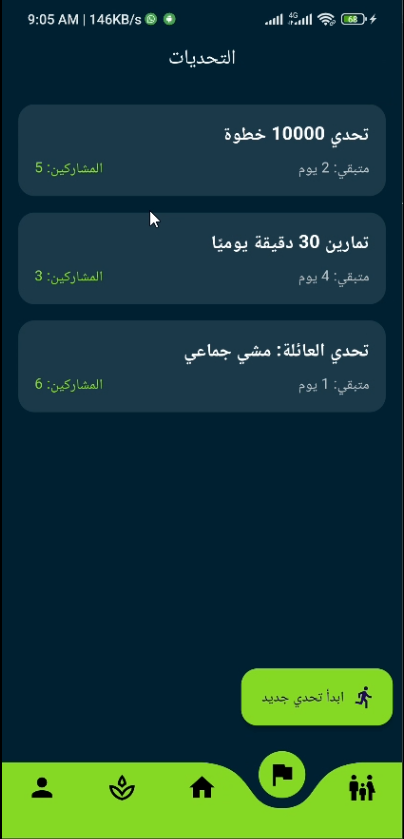 9:05 AM | 146KB/s
4G
68
التحديات
تحدي 10000 خطوة
متبقي: 2 يوم
المشاركين: 5
تمارين 30 دقيقة يوميًا
متبقي: 4 يوم
المشاركين: 3
تحدي العائلة: مشي جماعي
متبقي: 1 يوم
المشاركين: 6
ابدأ تحدي جديد